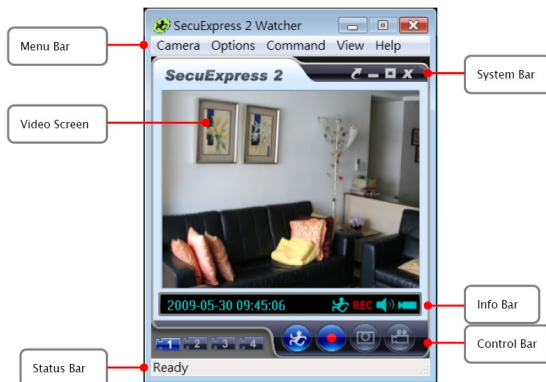 SecuExpress 2 Watcher
Menu Bar
Camera Options Command View Help
SecuExpress 2
System Bar
Video Screen
2009-05-30 09:45:06 REC
Info Bar
1 2 3 4
Control Bar
Status Bar
Ready